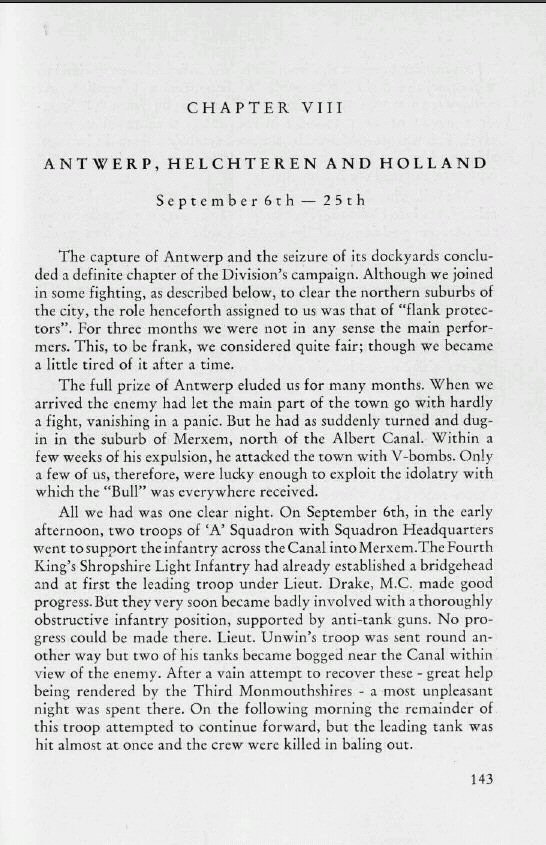 CHAPTER VIII
ANTWERP, HELCHTEREN AND HOLLAND
September 6th — 25th
The capture of Antwerp and the seizure of its dockyards conclu-
ded a definite chapter of the Division's campaign. Although we joined
in some fighting, as described below, to clear the northern suburbs of
the city, the role henceforth assigned to us was that of "flank protec-
tors". For three months we were not in any sense the main perfor-
mers. This, to be frank, we considered quite fair; though we became
a little tired of it after a time.
The full prize of Antwerp eluded us for many months. When we
arrived the enemy had let the main part of the town go with hardly
a fight, vanishing in a panic. But he had as suddenly turned and dug-
in in the suburb of Merxem, north of the Albert Canal. Within a
few weeks of his expulsion, he attacked the town with V-bombs. Only
a few of us, therefore, were lucky enough to exploit the idolatry with
which the "Bull" was everywhere received.
All we had was one clear night. On September 6th, in the early
afternoon, two troops of 'A' Squadron with Squadron Headquarters
went to support the infantry across the Canal into Merxem. The Fourth
King's Shropshire Light Infantry had already established a bridgehead
and at first the leading troop under Lieut. Drake, M.C. made good
progress. But they very soon became badly involved with a thoroughly
obstructive infantry position, supported by anti-tank guns. No pro-
gress could be made there. Lieut. Unwin's troop was sent round an-
other way but two of his tanks became bogged near the Canal within
view of the enemy. After a vain attempt to recover these - great help
being rendered by the Third Monmouthshires - a most unpleasant
night was spent there. On the following morning the remainder of
this troop attempted to continue forward, but the leading tank was
hit almost at once and the crew were killed in baling out.
143